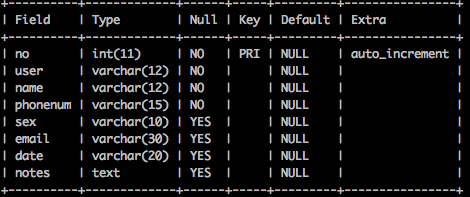 +----------+-------------+------+-----+---------+----------------+
| Field    | Type        | Null | Key | Default | Extra          |
+----------+-------------+------+-----+---------+----------------+
| no       | int(11)     | NO   | PRI | NULL    | auto_increment |
| user     | varchar(12) | NO   |     | NULL    |                |
| name     | varchar(12) | NO   |     | NULL    |                |
| phonenum | varchar(15) | NO   |     | NULL    |                |
| sex      | varchar(10) | YES  |     | NULL    |                |
| email    | varchar(30) | YES  |     | NULL    |                |
| date     | varchar(20) | YES  |     | NULL    |                |
| notes    | text        | YES  |     | NULL    |                |
+----------+-------------+------+-----+---------+----------------+